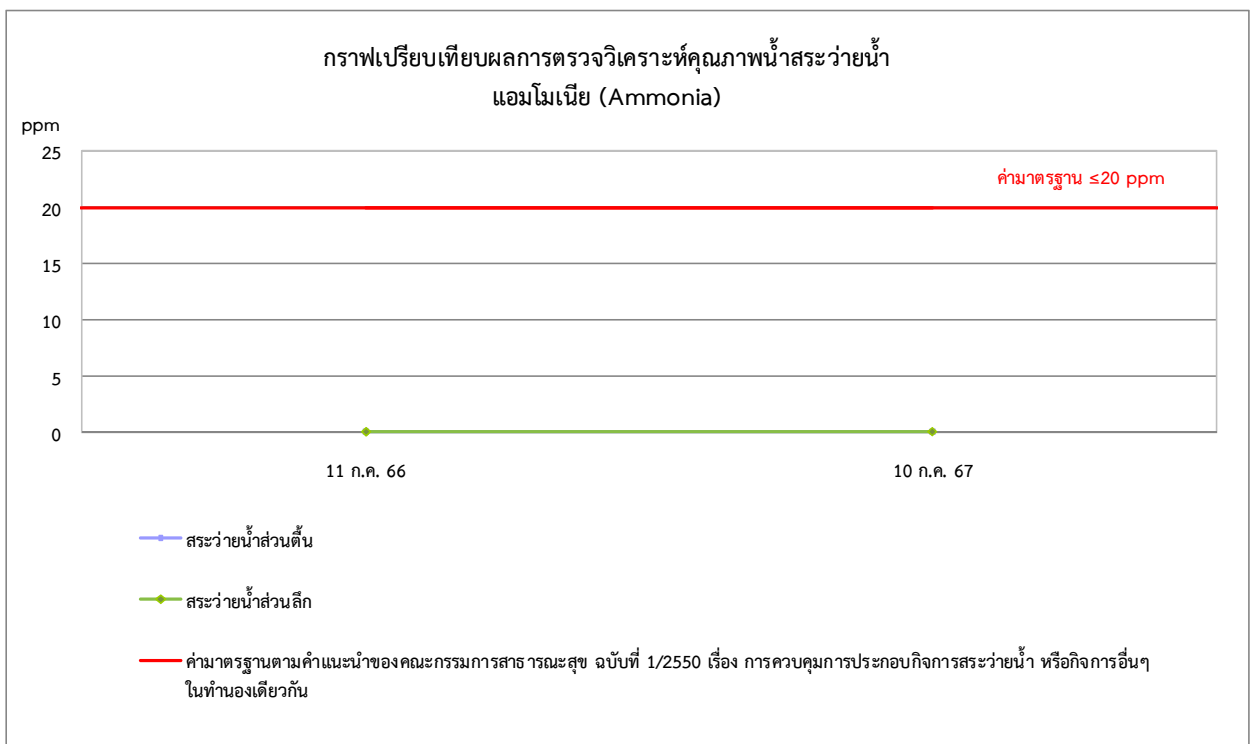 กราฟเปรียบเทียบผลการตรวจวิเคราะห์คุณภาพน้ำสระว่ายน้ำ
แอมโมเนีย (Ammonia)
ppm
25
ค่ามาตรฐาน ≤20 ppm
20
15
10
5
0
11 ก.ค. 66
10 ก.ค. 67
สระว่ายน้ำส่วนตื้น
สระว่ายน้ำส่วนลึก
ค่ามาตรฐานตามคำแนะนำของคณะกรรมการสาธารณะสุข ฉบับที่ 1/2550 เรื่อง การควบคุมการประกอบกิจการสระว่ายน้ำ หรือกิจการอื่นๆ
ในทำนองเดียวกัน